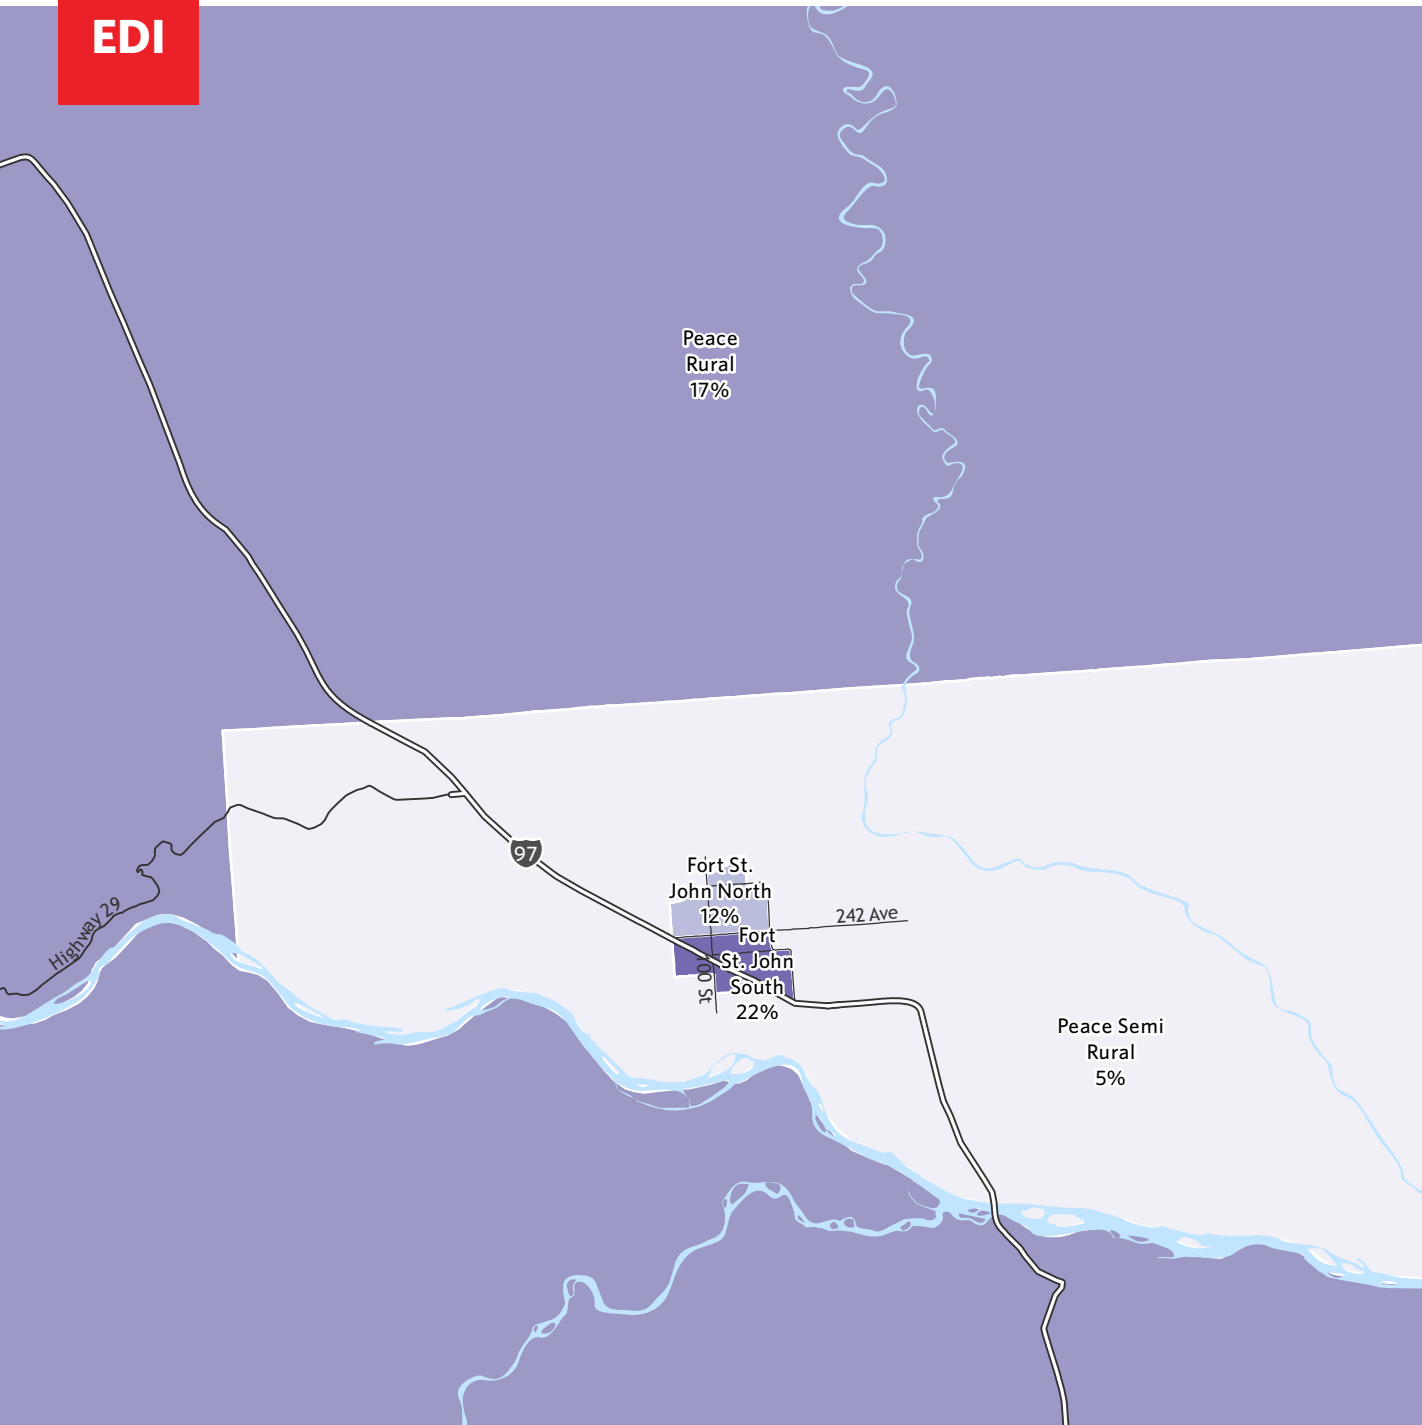 EDI
Peace
Rural
17%
97
Fort St.
John North
12%
242 Ave
Fort
St. John
South
22%
100 St
Highway 29
Peace Semi
Rural
5%